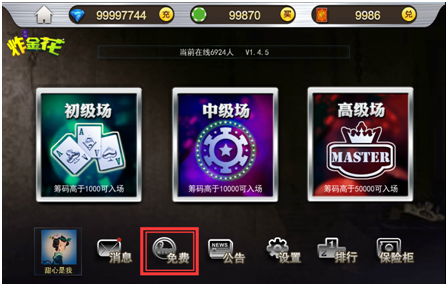 99997744 充 99870 买 9986 兑
炸金花
当前在线6924人 V1.4.5
初级场 中级场 高级场
A A A MASTER
筹码高于1000可入场 筹码高于10000可入场 筹码高于50000可入场
消息 免费 NEWS 公告 设置 2 1 排行 保险柜
甜心是我